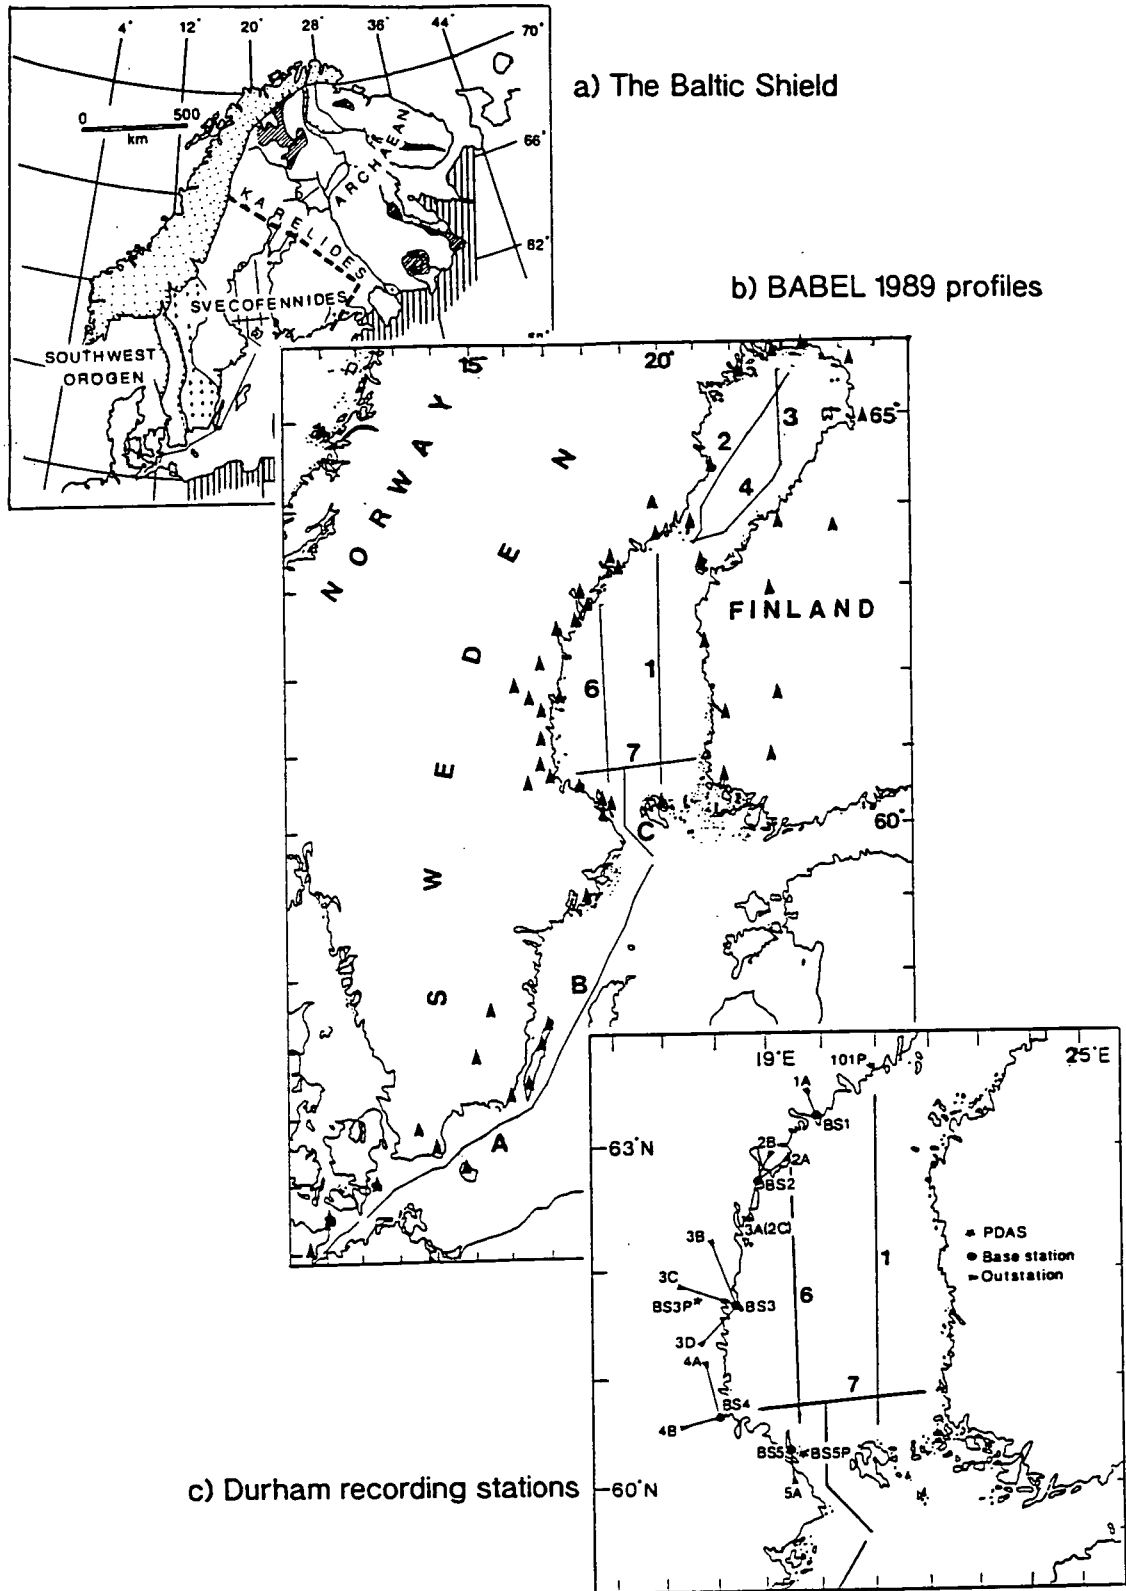 4° 12° 20° 28° 36° 44° 70°
a) The Baltic Shield
0 500
km
66°
ARCHAEAN
KARELIDES
62°
SVECOFENNIDES
SOUTHWEST
OROGEN
b) BABEL 1989 profiles
15° 20°
65°
NORWAY
SWEDEN
FINLAND
2
3
4
6
1
7
60°
C
B
A
19°E 25°E
101P
1A
BS1
63°N
2B
2A
BS2
3A(2C)
3B
PDAS
Base station
Outstation
1
3C
6
BS3P
BS3
3D
4A
7
BS4
4B
BS5
BS5P
c) Durham recording stations
60°N
5A